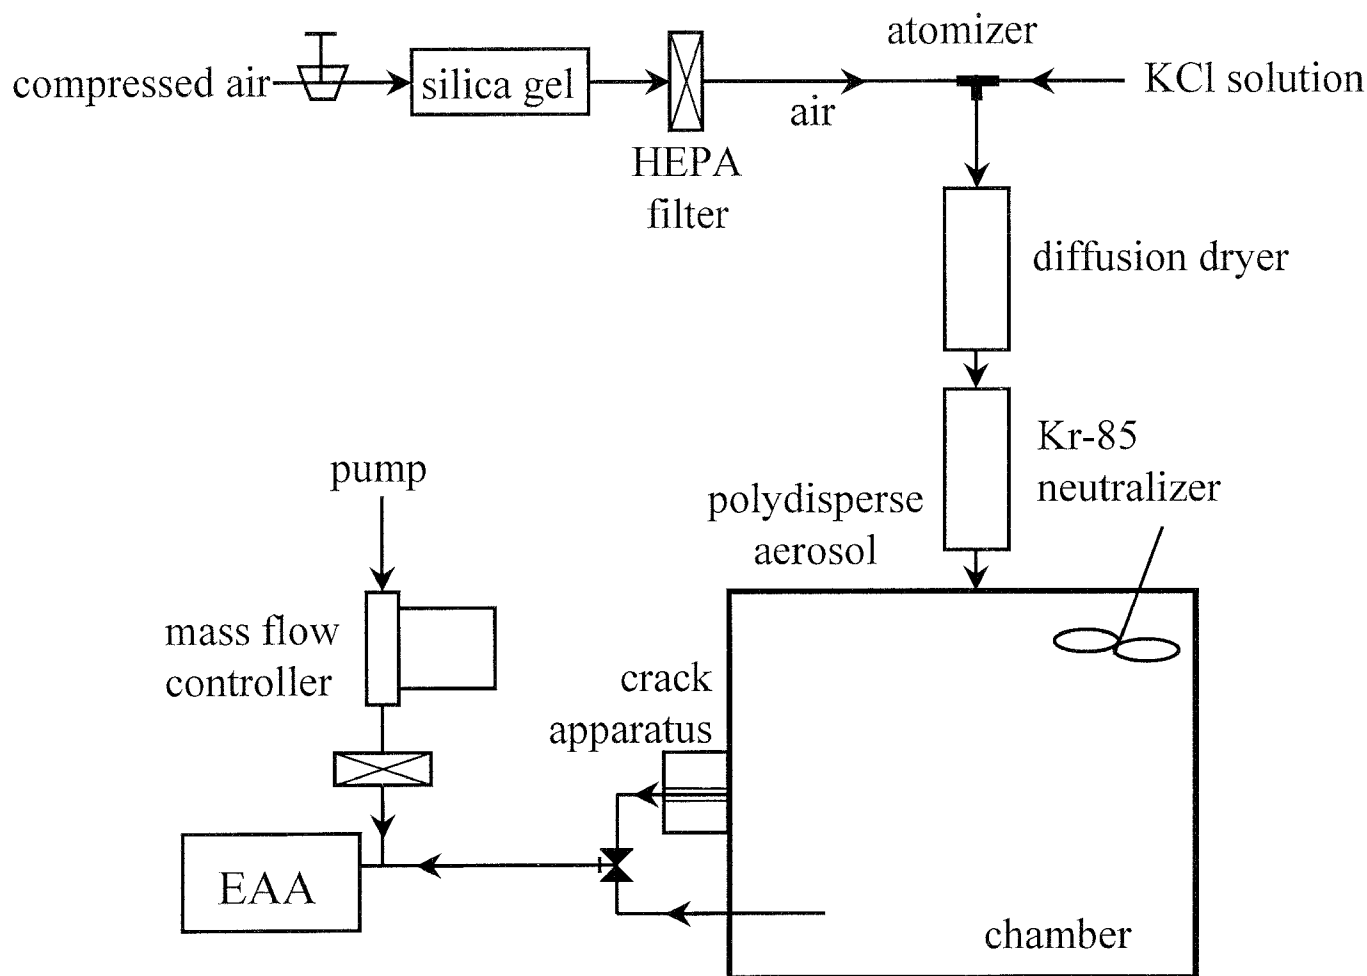 atomizer
compressed air
silica gel
KCl solution
air
HEPA
filter
diffusion dryer
Kr-85
neutralizer
pump
polydisperse
aerosol
mass flow
controller
crack
apparatus
EAA
chamber